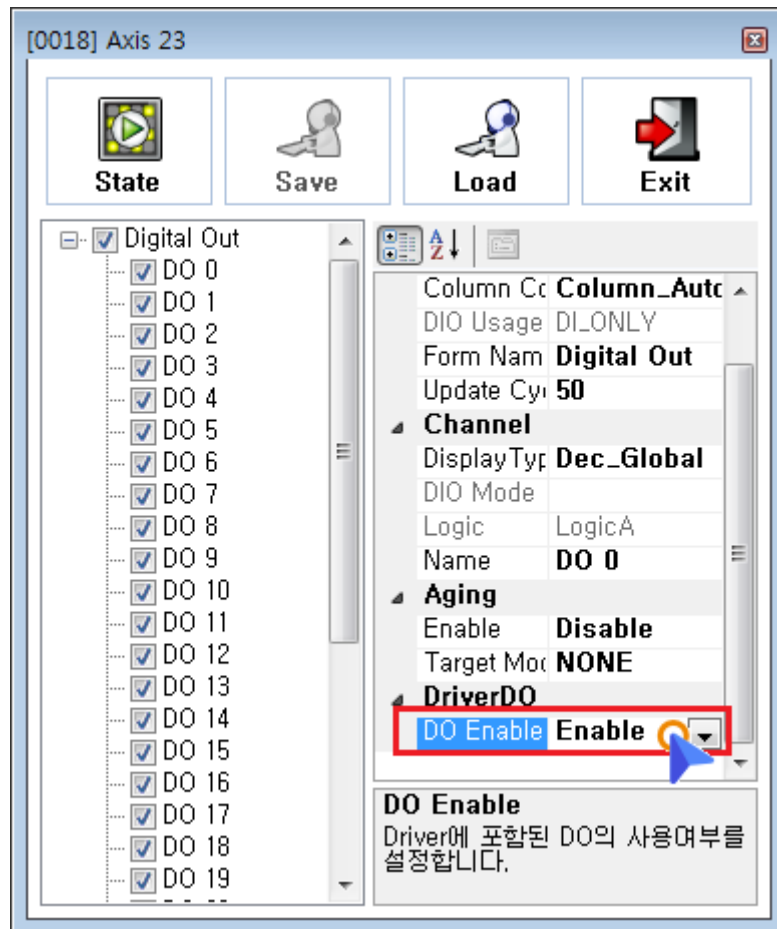 [0018] Axis 23
State Save Load Exit
Digital Out
DO 0
DO 1
DO 2
DO 3
DO 4
DO 5
DO 6
DO 7
DO 8
DO 9
DO 10
DO 11
DO 12
DO 13
DO 14
DO 15
DO 16
DO 17
DO 18
DO 19
Column Co Column_Auto
DIO Usage DI_ONLY
Form Nam Digital Out
Update Cy 50
Channel
DisplayTyp Dec_Global
DIO Mode
Logic LogicA
Name DO 0
Aging
Enable Disable
Target Mod NONE
DriverDO
DO Enable Enable
DO Enable
Driver에 포함된 DO의 사용여부를
설정합니다.